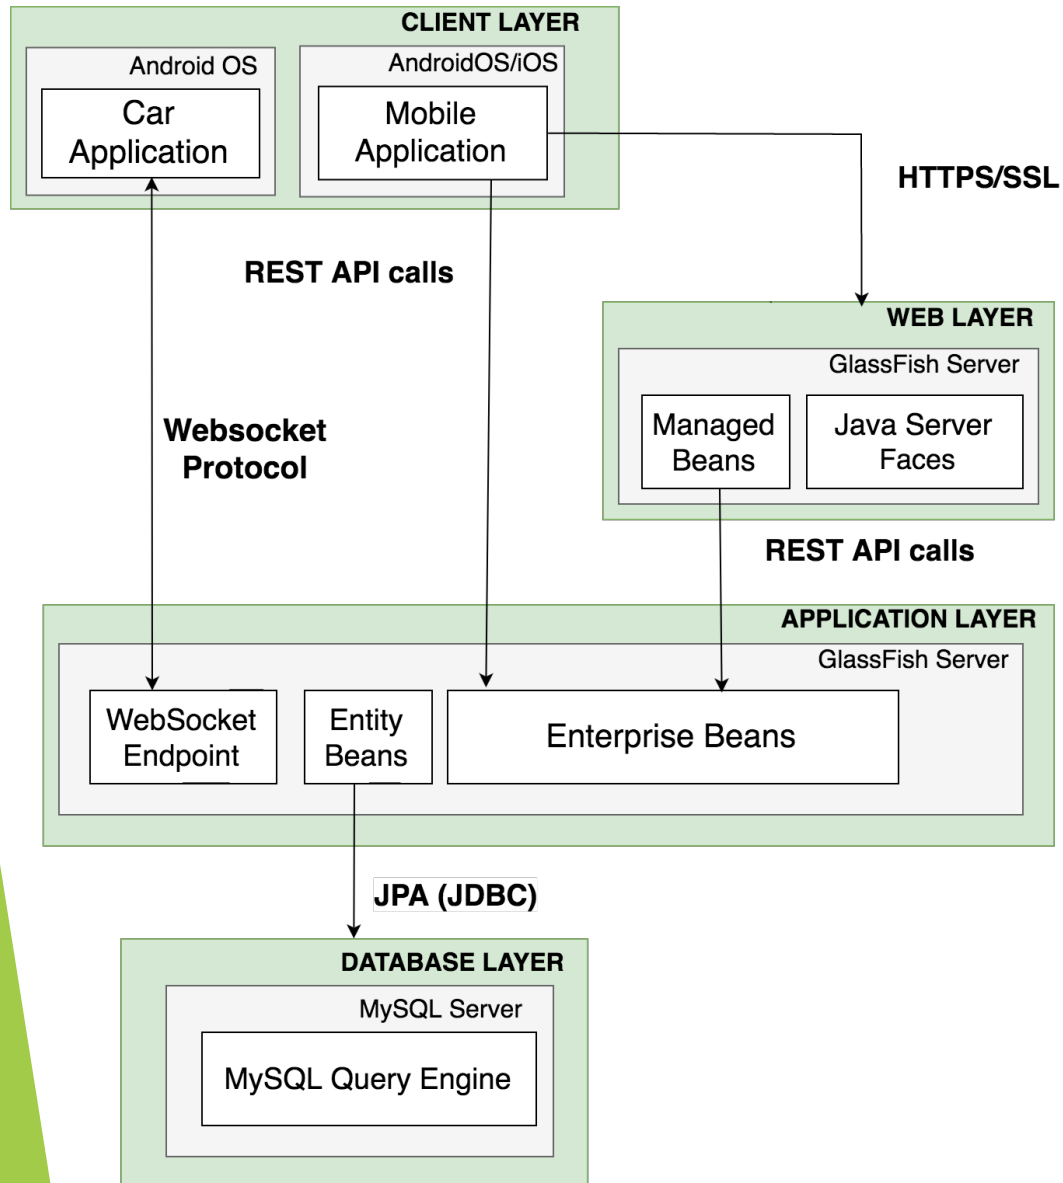 CLIENT LAYER
Android OS
Car
Application
AndroidOS/iOS
Mobile
Application
HTTPS/SSL
REST API calls
Websocket
Protocol
WEB LAYER
GlassFish Server
Managed
Beans
Java Server
Faces
REST API calls
APPLICATION LAYER
GlassFish Server
WebSocket
Endpoint
Entity
Beans
Enterprise Beans
JPA (JDBC)
DATABASE LAYER
MySQL Server
MySQL Query Engine